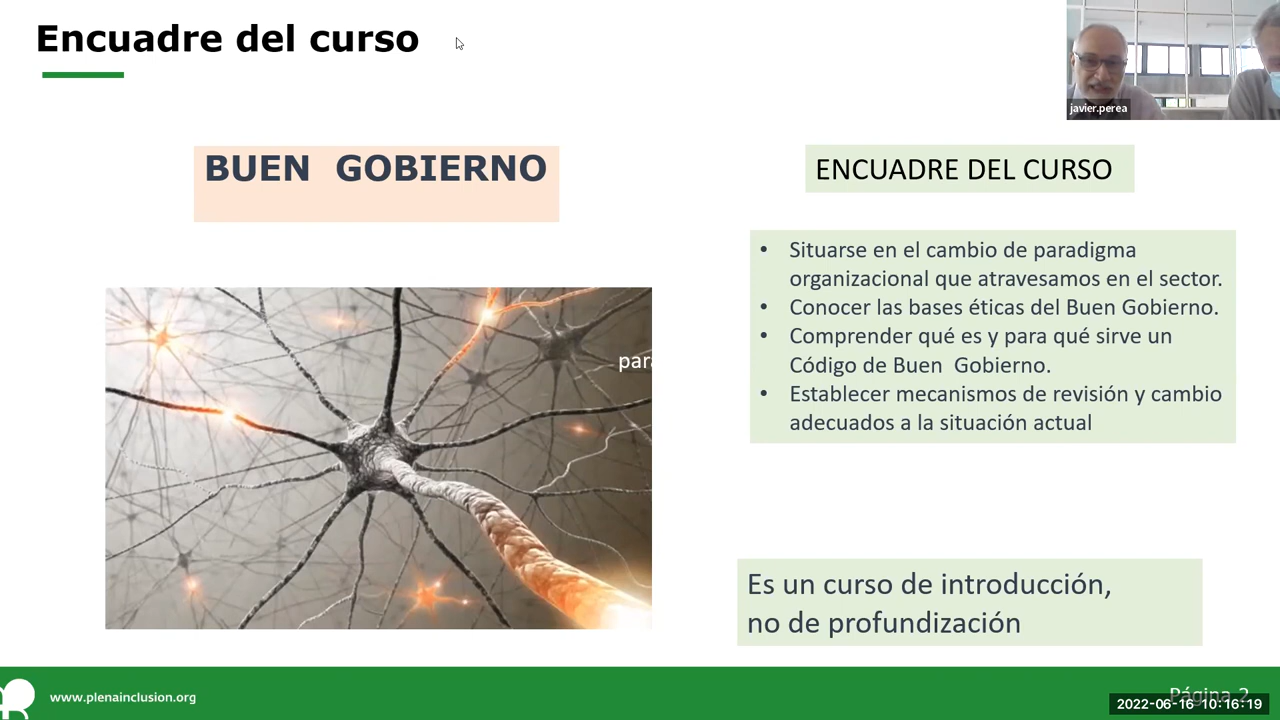 Encuadre del curso
javier.perea
BUEN GOBIERNO
ENCUADRE DEL CURSO
• Situarse en el cambio de paradigma
organizacional que atravesamos en el sector.
• Conocer las bases éticas del Buen Gobierno.
• Comprender qué es y para qué sirve un
Código de Buen Gobierno.
• Establecer mecanismos de revisión y cambio
adecuados a la situación actual
para
Es un curso de introducción,
no de profundización
www.plenainclusion.org
Página 2
2022-06-16 10:16:19